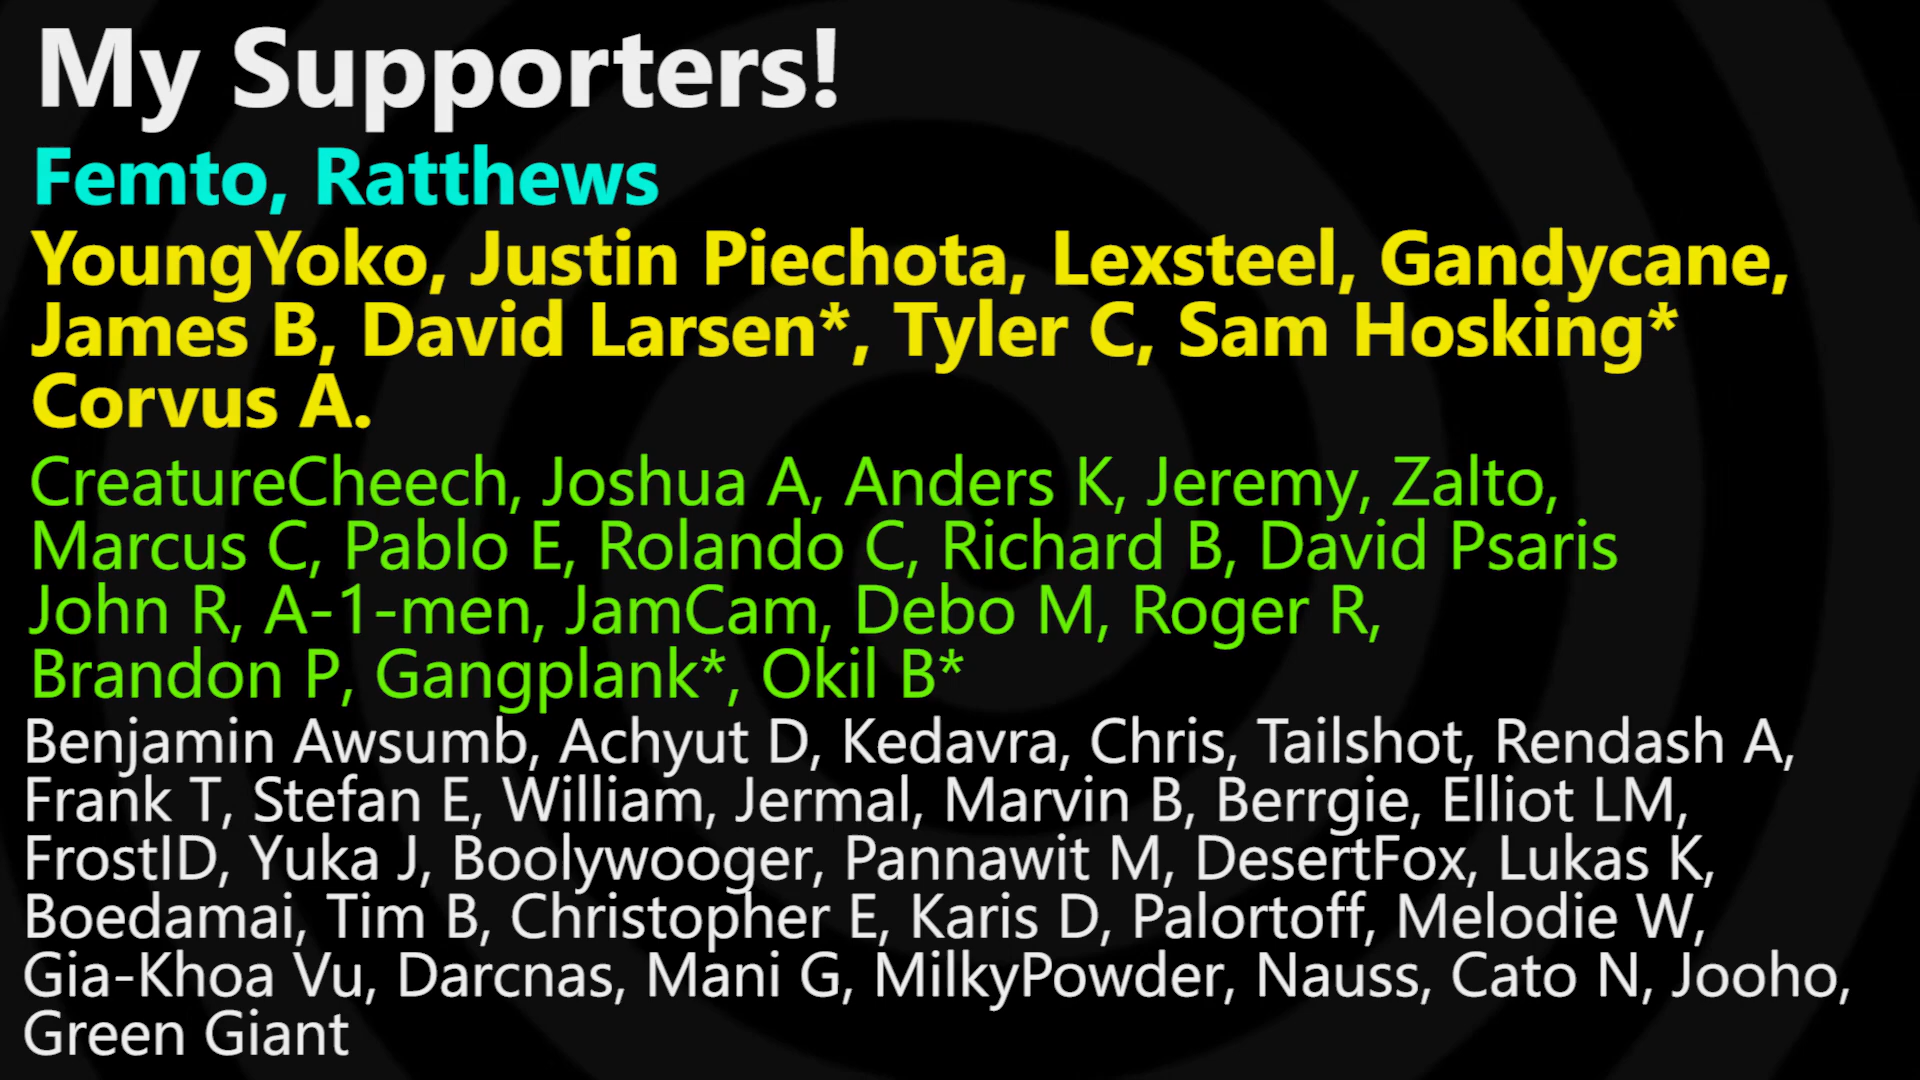 My Supporters!
Femto, Ratthews
YoungYoko, Justin Piechota, Lexsteel, Gandycane,
James B, David Larsen*, Tyler C, Sam Hosking*
Corvus A.
CreatureCheech, Joshua A, Anders K, Jeremy, Zalto,
Marcus C, Pablo E, Rolando C, Richard B, David Psaris
John R, A-1-men, JamCam, Debo M, Roger R,
Brandon P, Gangplank*, Okil B*
Benjamin Awsumb, Achyut D, Kedavra, Chris, Tailshot, Rendash A,
Frank T, Stefan E, William, Jermal, Marvin B, Berrgie, Elliot LM,
FrostID, Yuka J, Boolywooger, Pannawit M, DesertFox, Lukas K,
Boedamai, Tim B, Christopher E, Karis D, Palortoff, Melodie W,
Gia-Khoa Vu, Darcnas, Mani G, MilkyPowder, Nauss, Cato N, Jooho,
Green Giant